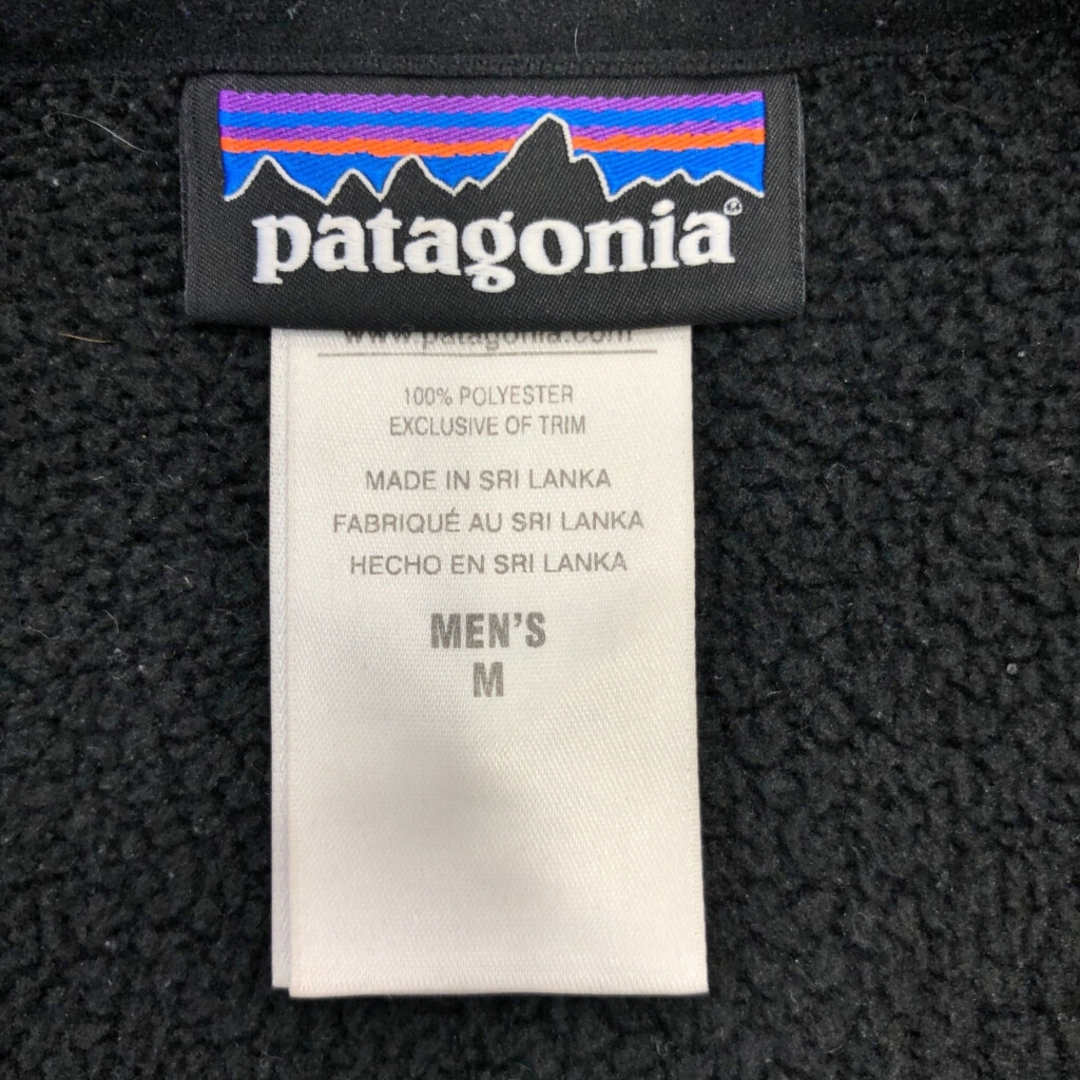 patagonia®
www.patagonia.com
100% POLYESTER
EXCLUSIVE OF TRIM
MADE IN SRI LANKA
FABRIQUÉ AU SRI LANKA
HECHO EN SRI LANKA
MEN'S
M